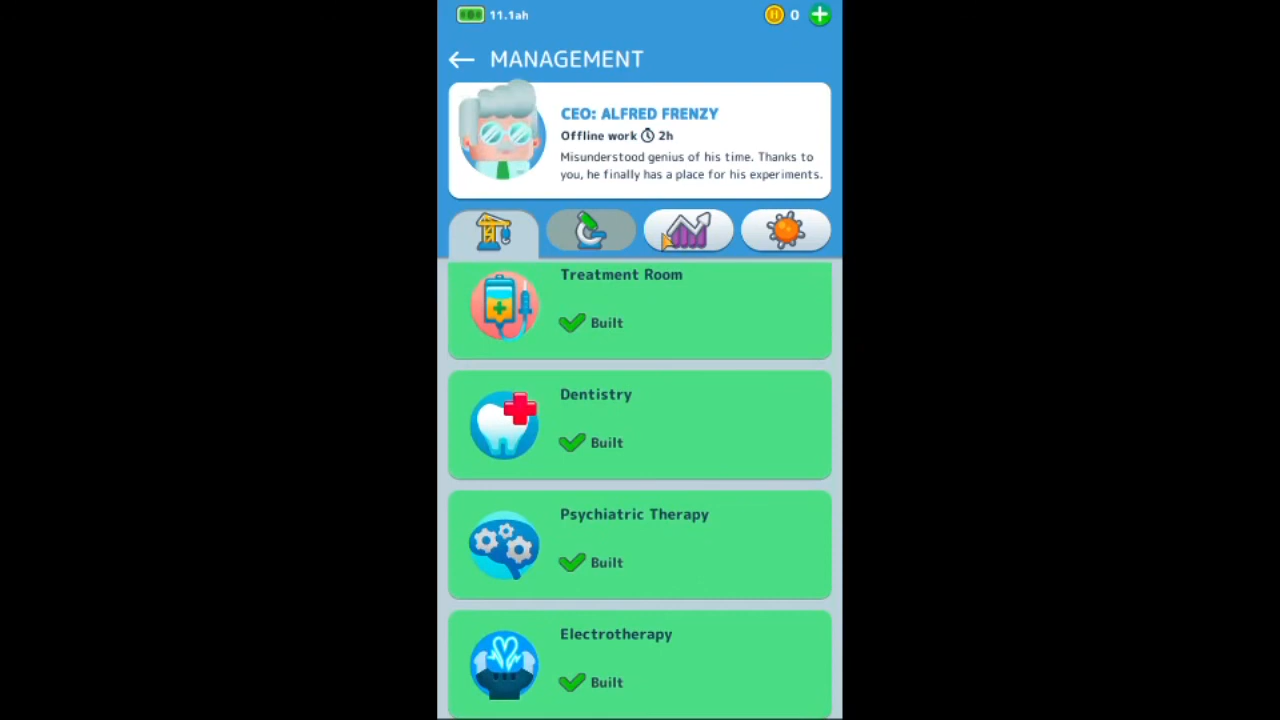 11.1ah
0
MANAGEMENT
CEO: ALFRED FRENZY
Offline work 2h
Misunderstood genius of his time. Thanks to
you, he finally has a place for his experiments.
Treatment Room
Built
Dentistry
Built
Psychiatric Therapy
Built
Electrotherapy
Built